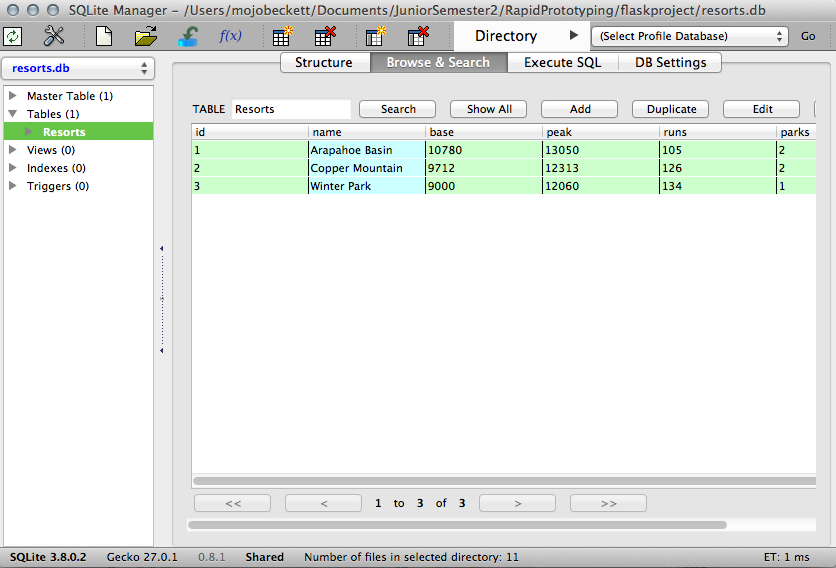 SQLite Manager – /Users/mojobeckett/Documents/JuniorSemester2/RapidPrototyping/flaskproject/resorts.db
f(x) Directory (Select Profile Database) Go
resorts.db
Structure Browse & Search Execute SQL DB Settings
Master Table (1)
Tables (1)
Resorts
Views (0)
Indexes (0)
Triggers (0)
TABLE Resorts Search Show All Add Duplicate Edit
id name base peak runs parks
1 Arapahoe Basin 10780 13050 105 2
2 Copper Mountain 9712 12313 126 2
3 Winter Park 9000 12060 134 1
<< < 1 to 3 of 3 > >>
SQLite 3.8.0.2 Gecko 27.0.1 0.8.1 Shared Number of files in selected directory: 11 ET: 1 ms